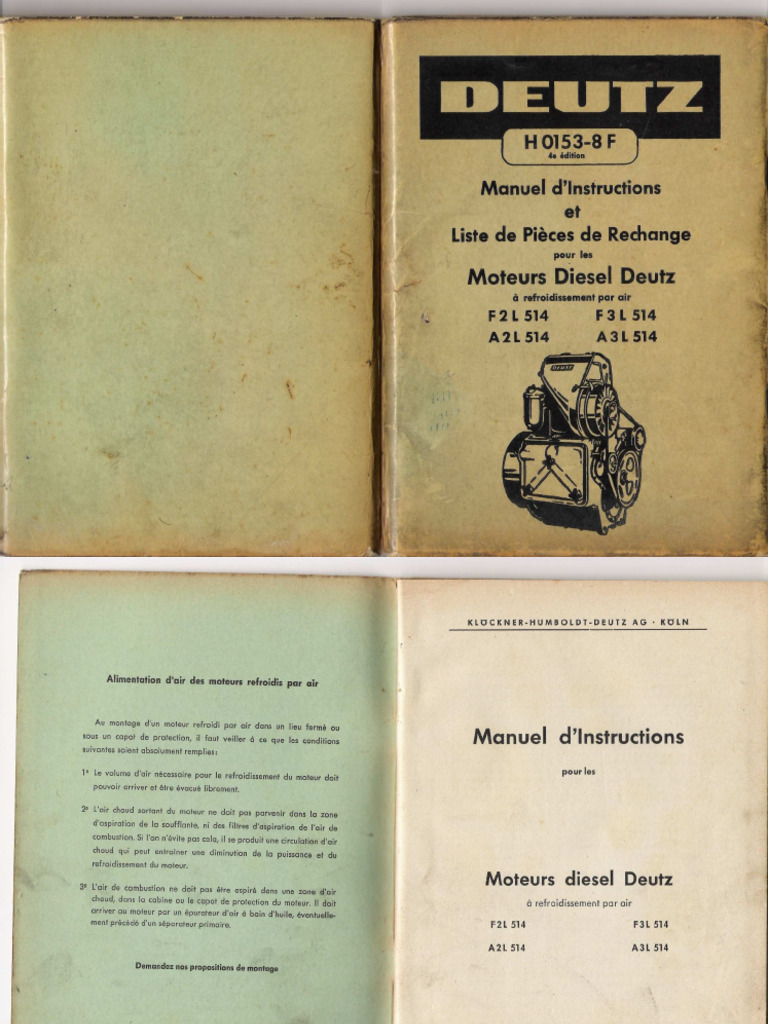 DEUTZ
H 0153-8 F
4e édition
Manuel d'Instructions
et
Liste de Pièces de Rechange
pour les
Moteurs Diesel Deutz
à refroidissement par air
F 2 L 514 F 3 L 514
A 2 L 514 A 3 L 514
DEUTZ
Alimentation d'air des moteurs refroidis par air
Au montage d'un moteur refroidi par air dans un lieu fermé ou
sous un capot de protection, il faut veiller à ce que les conditions
suivantes soient absolument remplies:
1° Le volume d'air nécessaire pour le refroidissement du moteur doit
pouvoir arriver et être évacué librement.
2° L'air chaud sortant du moteur ne doit pas parvenir dans la zone
d'aspiration de la soufflante, ni des filtres d'aspiration de l'air de
combustion. Si l'on n'évite pas cela, il se produit une circulation d'air
chaud qui peut entraîner une diminution de la puissance et du
refroidissement du moteur.
3° L'air de combustion ne doit pas être aspiré dans une zone d'air
chaud, dans la cabine ou le capot de protection du moteur. Il doit
arriver au moteur par un épurateur d'air à bain d'huile, éventuelle-
ment précédé d'un séparateur primaire.
Demandez nos propositions de montage
KLÖCKNER-HUMBOLDT-DEUTZ AG · KÖLN
Manuel d'Instructions
pour les
Moteurs diesel Deutz
à refroidissement par air
F2L 514 F3L 514
A2L 514 A3L 514